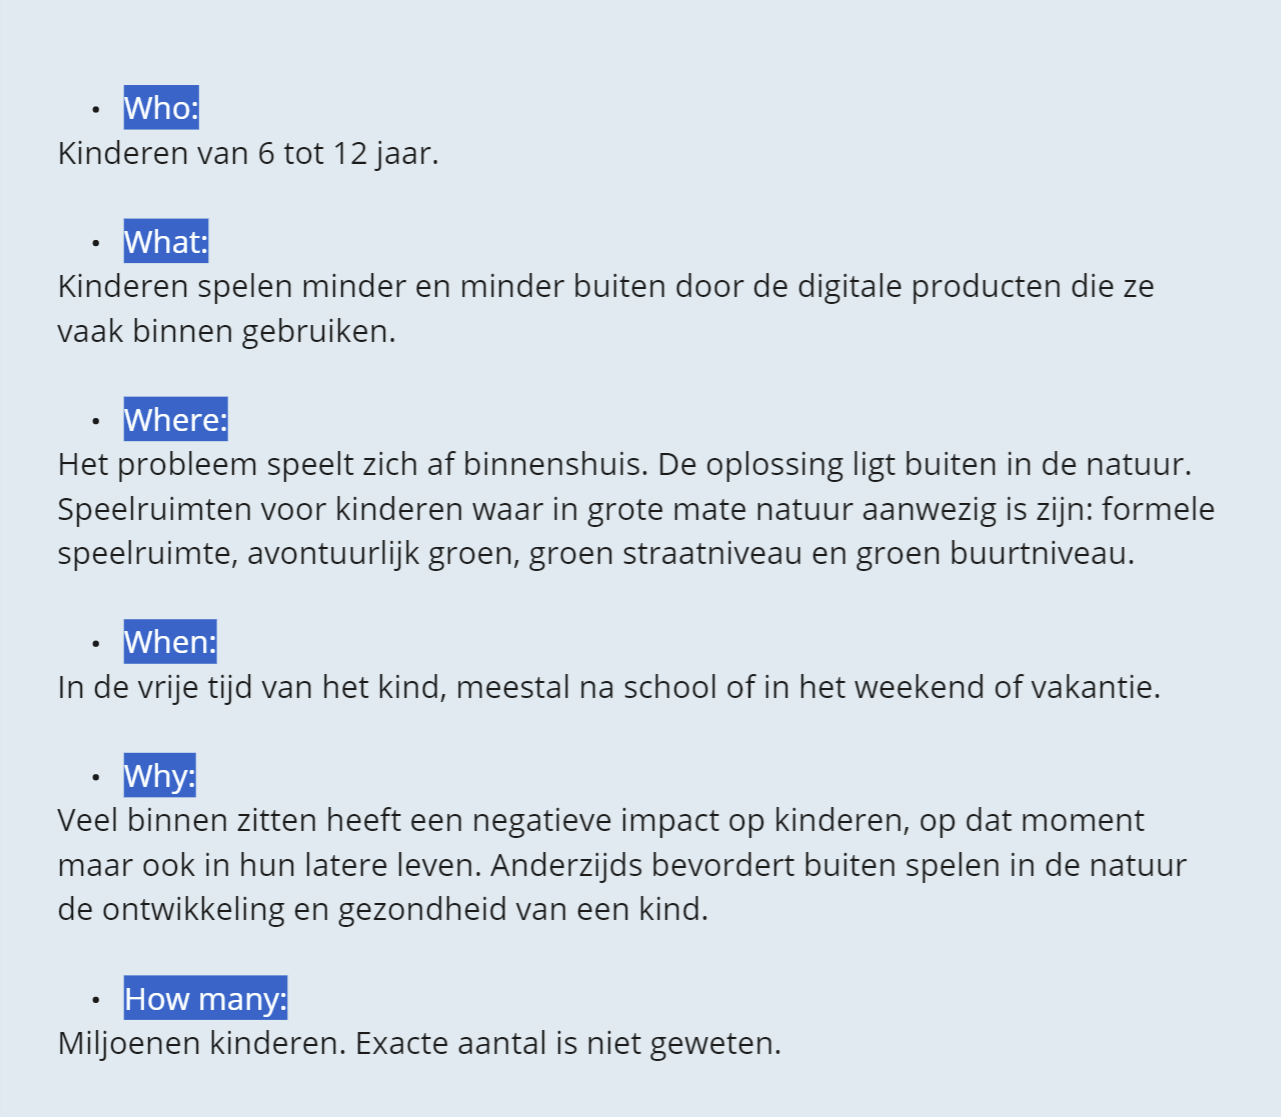 • Who:
Kinderen van 6 tot 12 jaar.
• What:
Kinderen spelen minder en minder buiten door de digitale producten die ze
vaak binnen gebruiken.
• Where:
Het probleem speelt zich af binnenshuis. De oplossing ligt buiten in de natuur.
Speelruimten voor kinderen waar in grote mate natuur aanwezig is zijn: formele
speelruimte, avontuurlijk groen, groen straatniveau en groen buurtniveau.
• When:
In de vrije tijd van het kind, meestal na school of in het weekend of vakantie.
• Why:
Veel binnen zitten heeft een negatieve impact op kinderen, op dat moment
maar ook in hun latere leven. Anderzijds bevordert buiten spelen in de natuur
de ontwikkeling en gezondheid van een kind.
• How many:
Miljoenen kinderen. Exacte aantal is niet geweten.